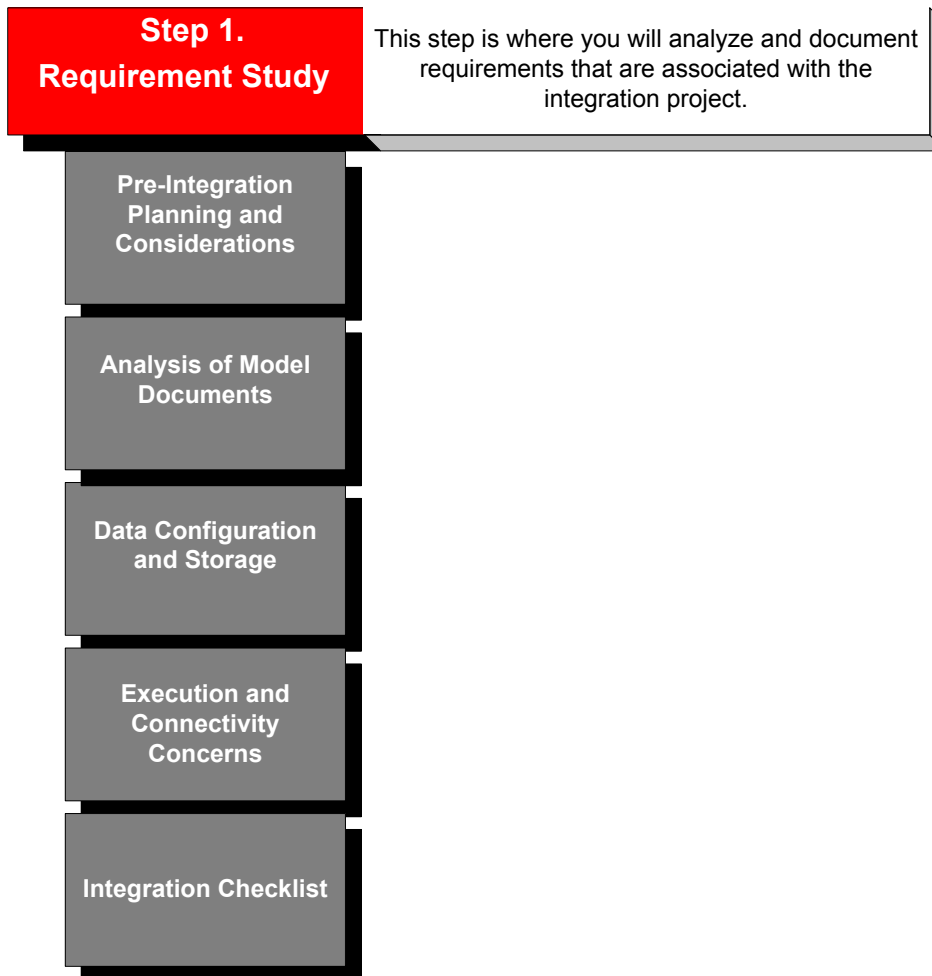 Step 1.
Requirement Study
This step is where you will analyze and document
requirements that are associated with the
integration project.
Pre-Integration
Planning and
Considerations
Analysis of Model
Documents
Data Configuration
and Storage
Execution and
Connectivity
Concerns
Integration Checklist